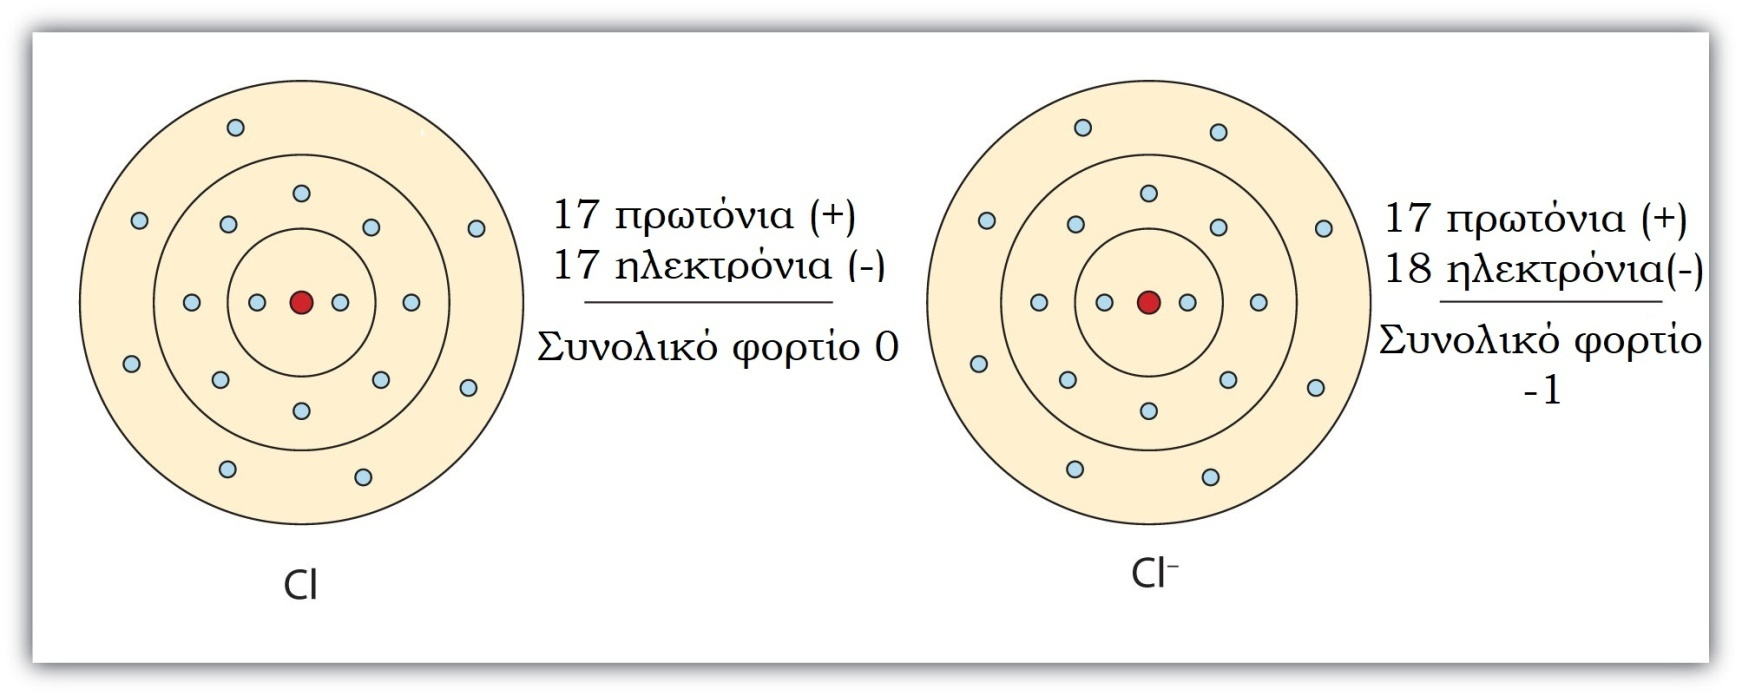 17 πρωτόνια (+)
17 ηλεκτρόνια (-)
Συνολικό φορτίο 0
Cl
17 πρωτόνια (+)
18 ηλεκτρόνια(-)
Συνολικό φορτίο
-1
Cl⁻